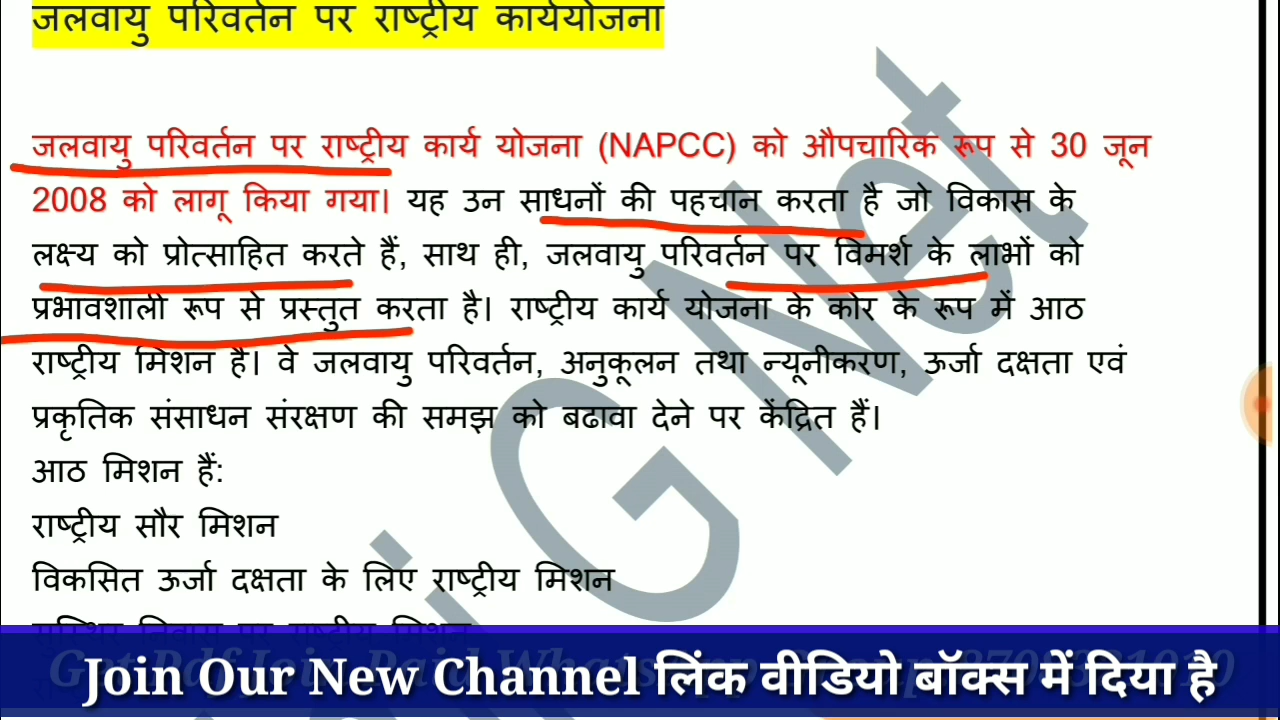 जलवायु परिवर्तन पर राष्ट्रीय कार्ययोजना
जलवायु परिवर्तन पर राष्ट्रीय कार्य योजना (NAPCC) को औपचारिक रूप से 30 जून
2008 को लागू किया गया। यह उन साधनों की पहचान करता है जो विकास के
लक्ष्य को प्रोत्साहित करते हैं, साथ ही, जलवायु परिवर्तन पर विमर्श के लाभों को
प्रभावशाली रूप से प्रस्तुत करता है। राष्ट्रीय कार्य योजना के कोर के रूप में आठ
राष्ट्रीय मिशन है। वे जलवायु परिवर्तन, अनुकूलन तथा न्यूनीकरण, ऊर्जा दक्षता एवं
प्रकृतिक संसाधन संरक्षण की समझ को बढावा देने पर केंद्रित हैं।
आठ मिशन हैं:
राष्ट्रीय सौर मिशन
विकसित ऊर्जा दक्षता के लिए राष्ट्रीय मिशन
Join Our New Channel लिंक वीडियो बॉक्स में दिया है
G Net